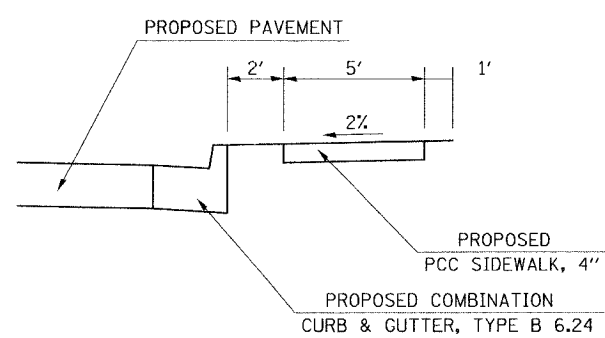 PROPOSED PAVEMENT
2' 5' 1'
2%
PROPOSED
PCC SIDEWALK, 4"
PROPOSED COMBINATION
CURB & GUTTER, TYPE B 6.24